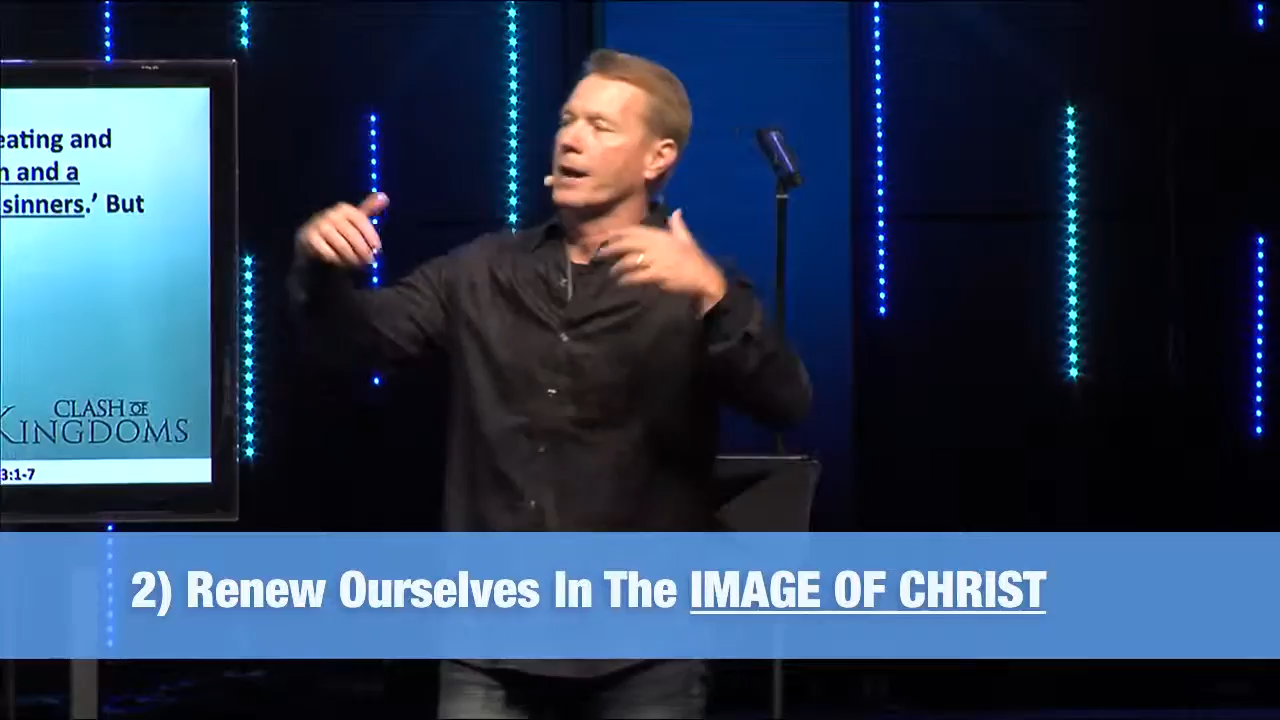 eating and
n and a
sinners.’ But
CLASH OF
KINGDOMS
3:1-7
2) Renew Ourselves In The IMAGE OF CHRIST